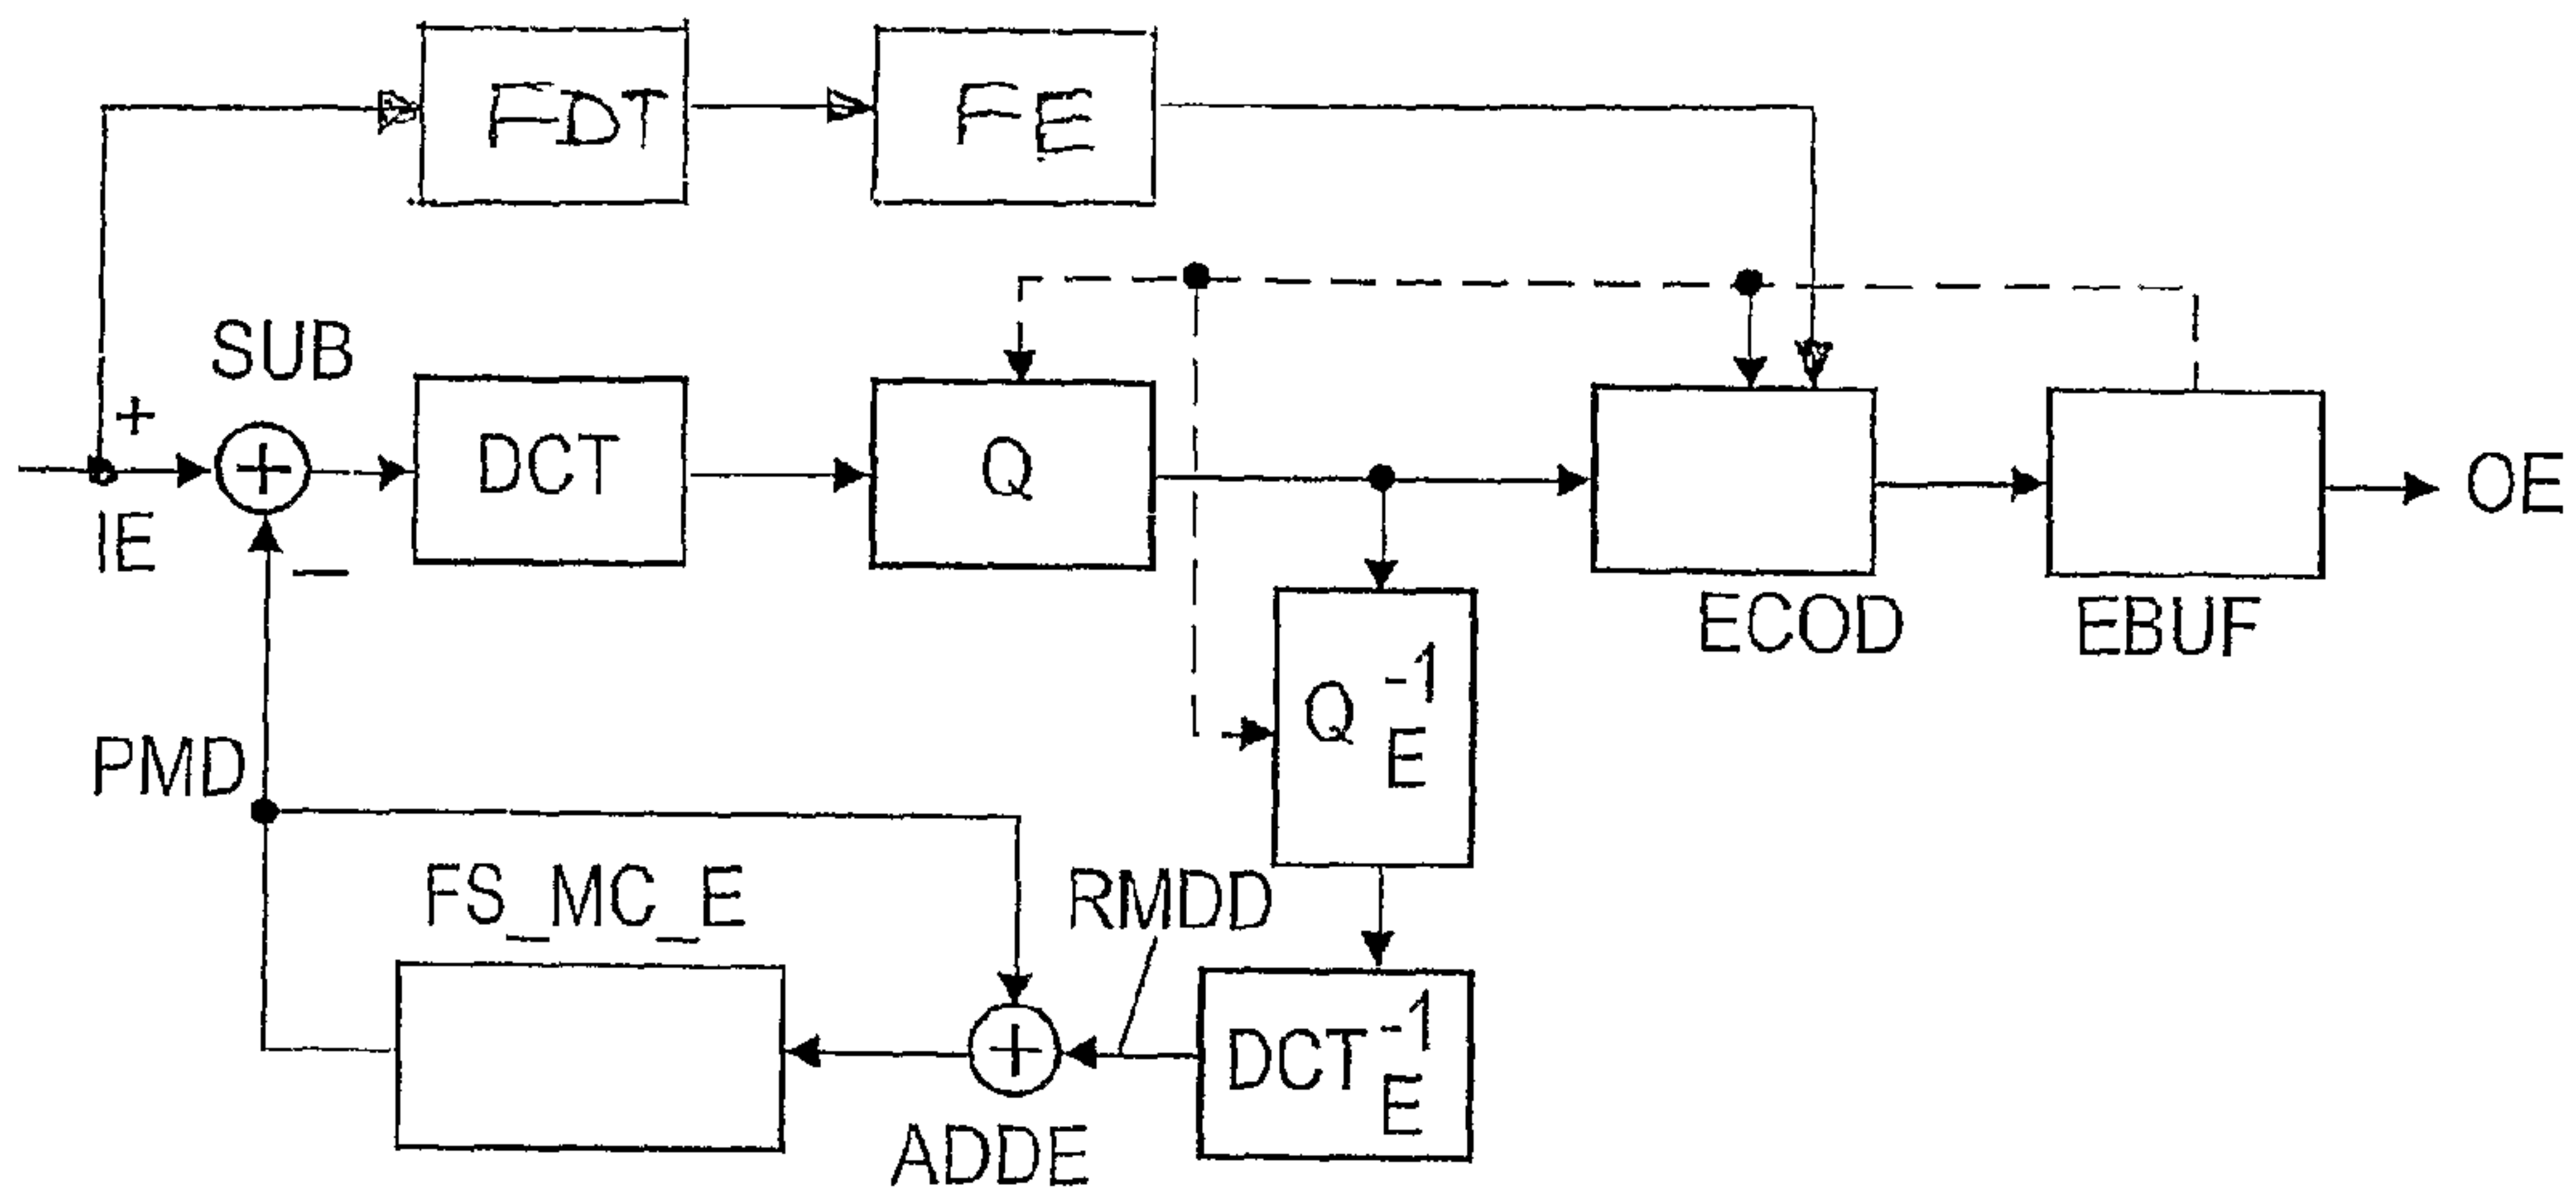 FDT
FE
SUB
+
IE
+
−
DCT
Q
ECOD
EBUF
OE
Q -1 E
PMD
FS_MC_E
RMDD
+
ADDE
DCT -1 E